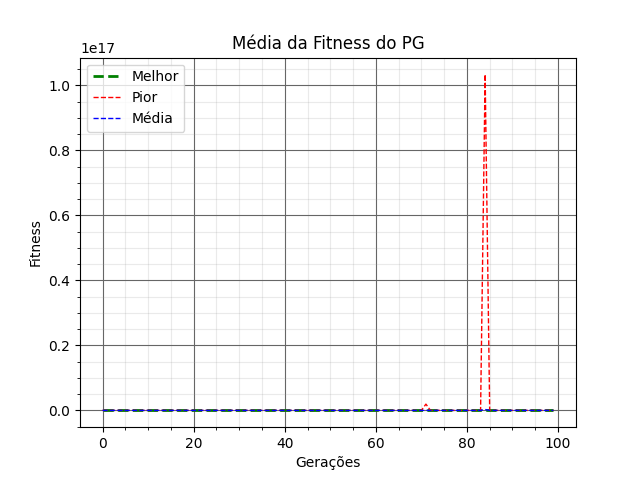 Média da Fitness do PG
1e17
Melhor
Pior
Média
1.0
0.8
0.6
0.4
0.2
0.0
Fitness
0 20 40 60 80 100
Gerações